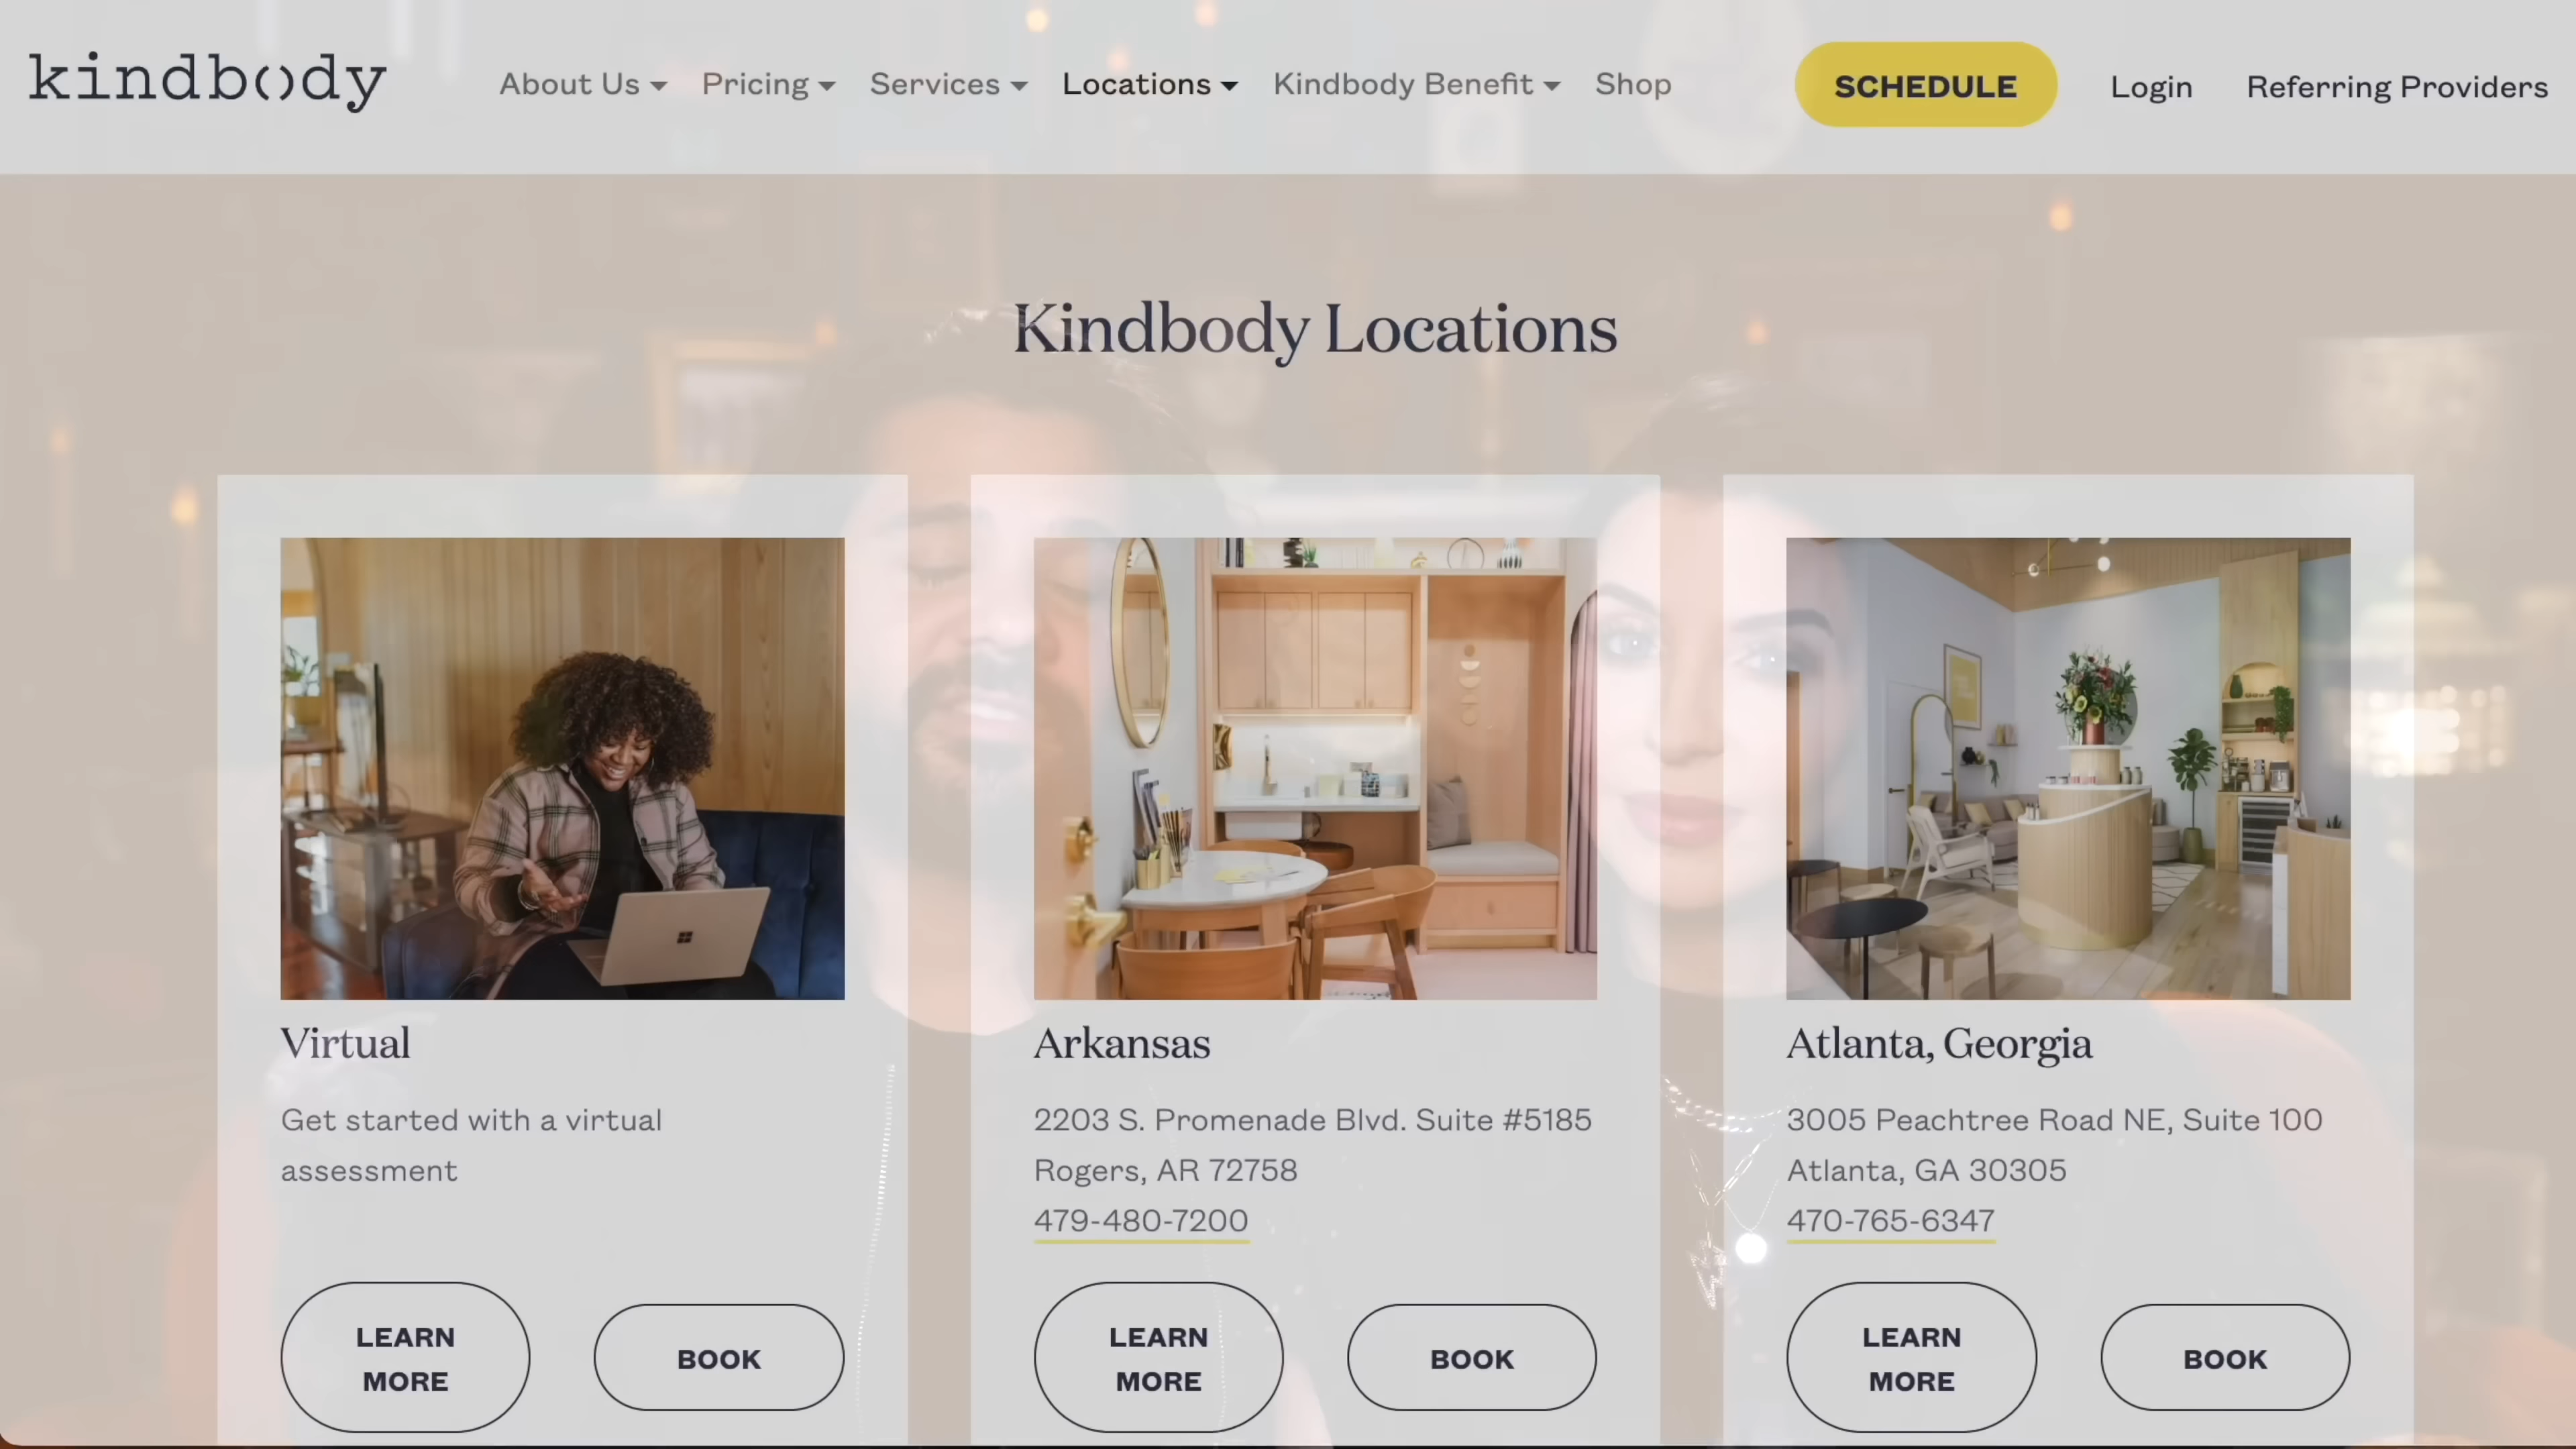 kindbody
About Us
Pricing
Services
Locations
Kindbody Benefit
Shop
SCHEDULE
Login
Referring Providers
Kindbody Locations
Virtual
Get started with a virtual
assessment
LEARN
MORE
BOOK
Arkansas
2203 S. Promenade Blvd. Suite #5185
Rogers, AR 72758
479-480-7200
LEARN
MORE
BOOK
Atlanta, Georgia
3005 Peachtree Road NE, Suite 100
Atlanta, GA 30305
470-765-6347
LEARN
MORE
BOOK